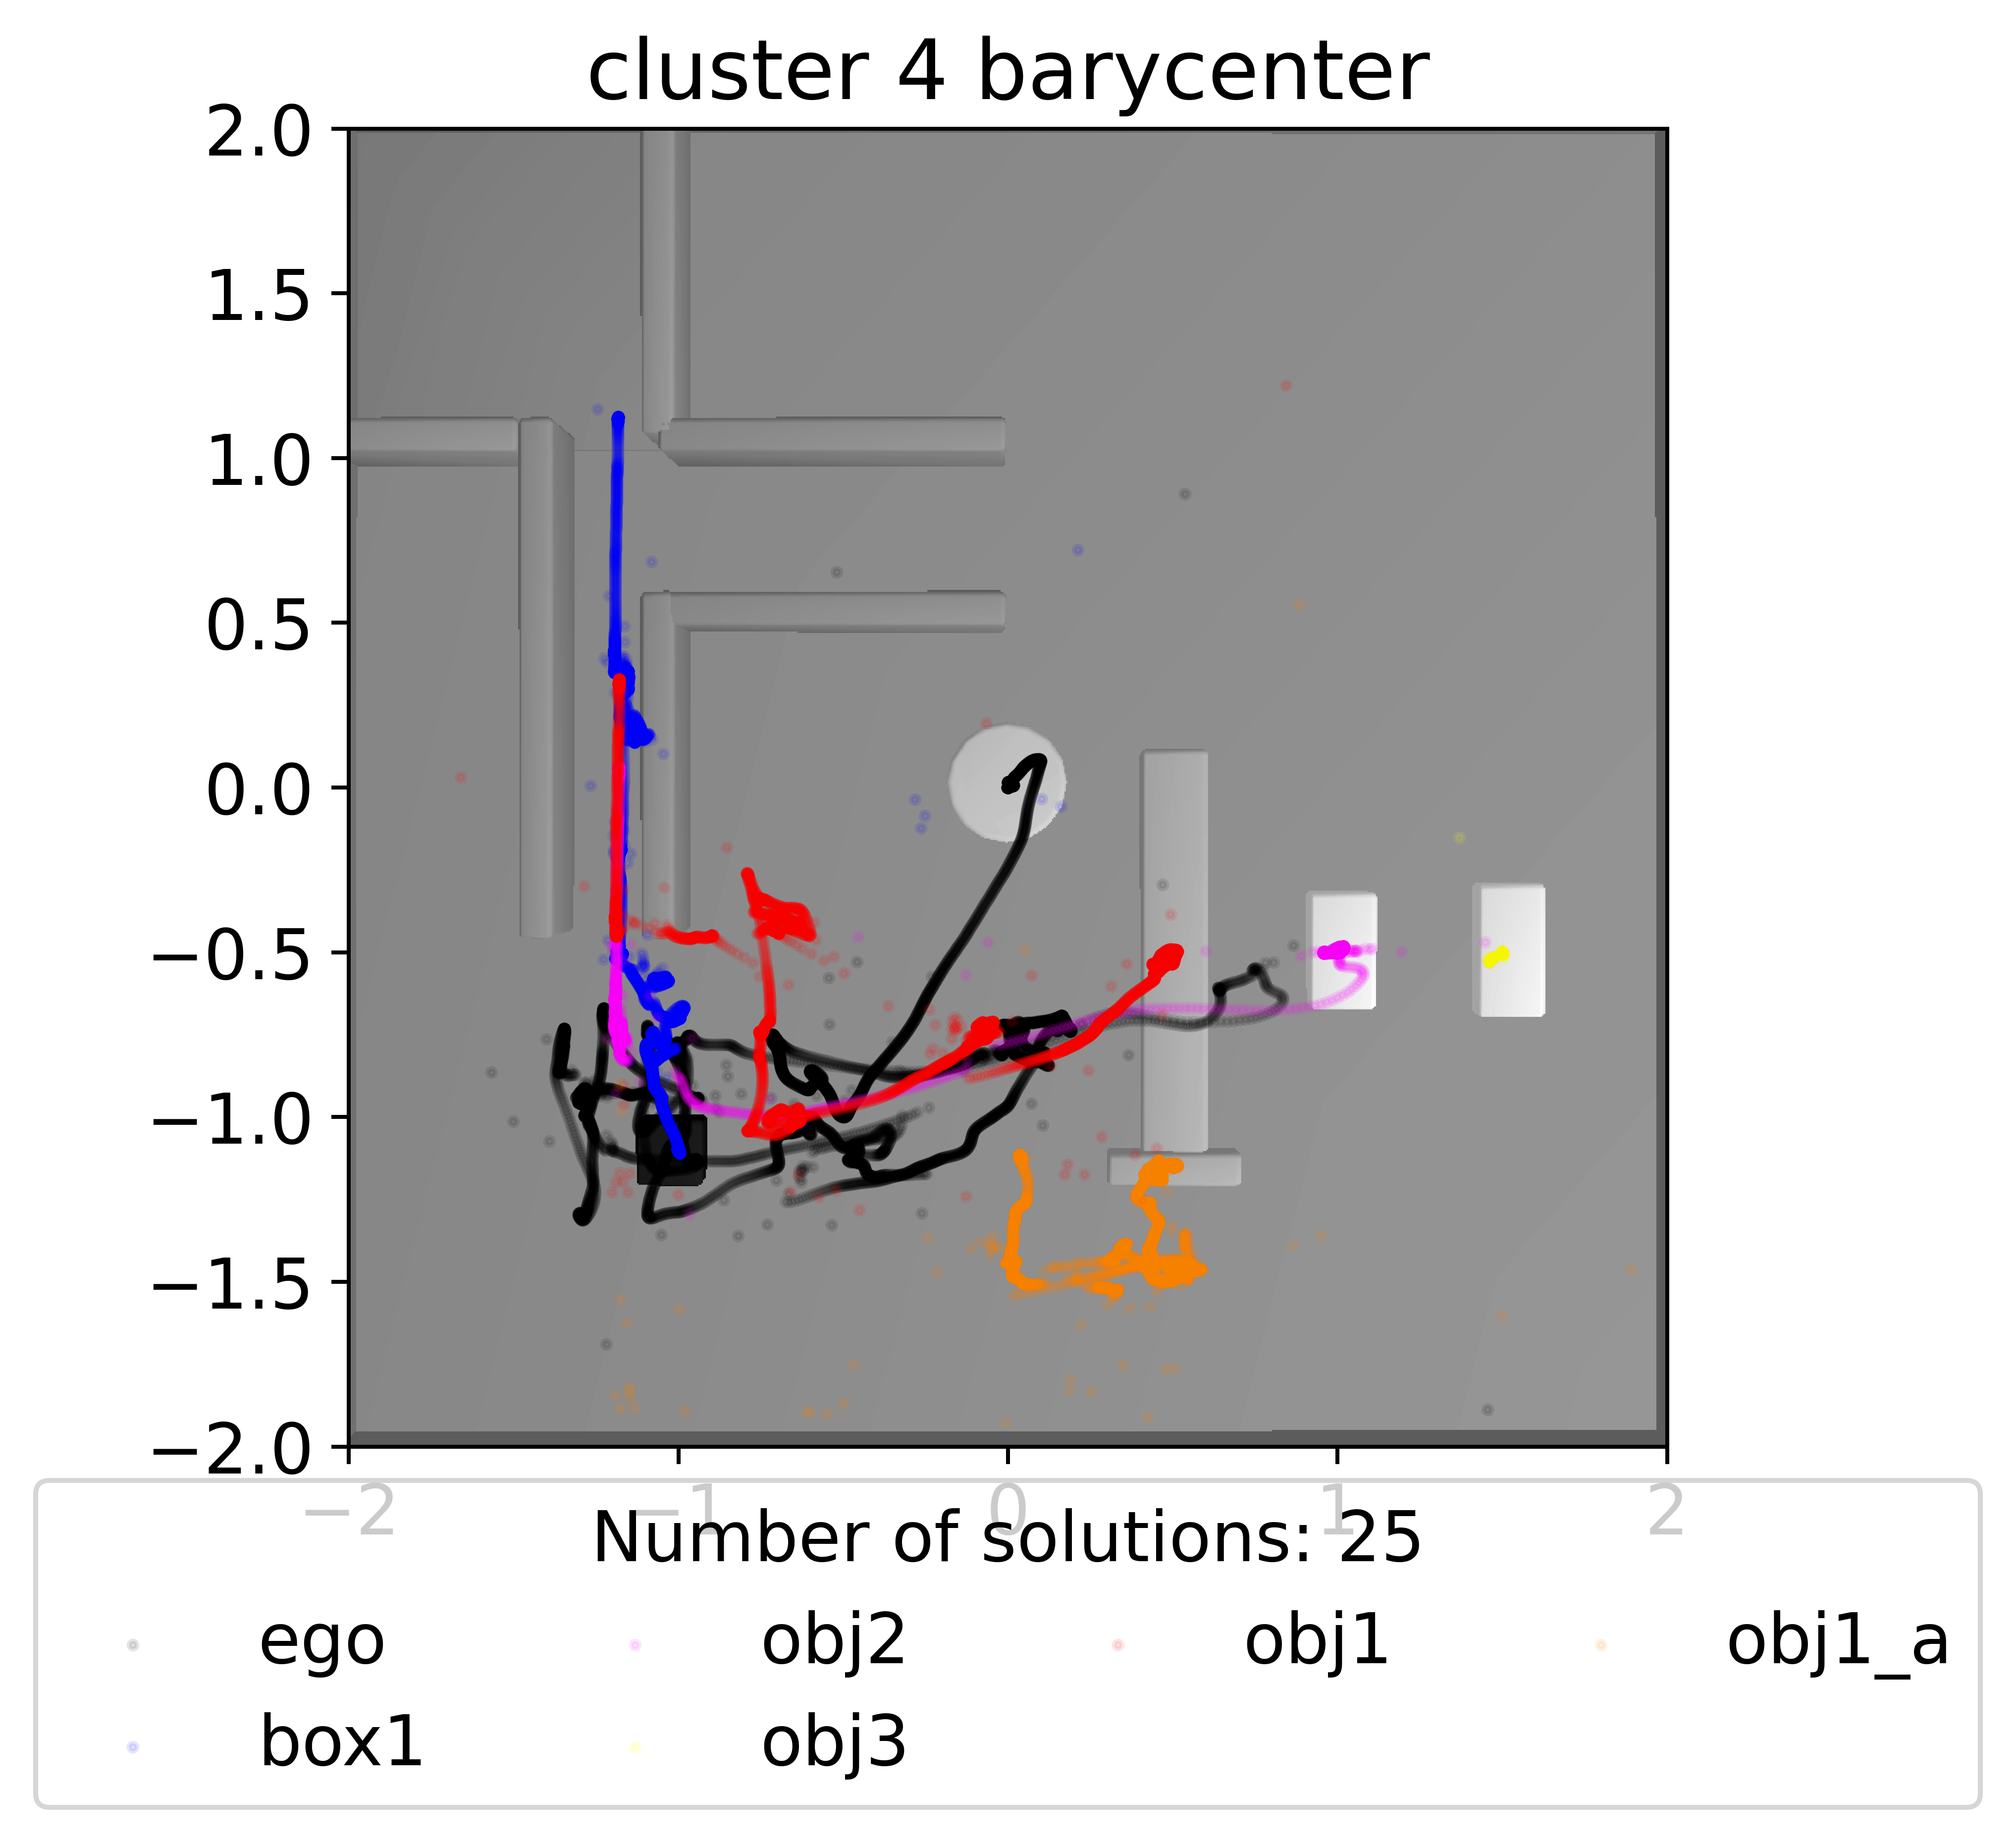 cluster 4 barycenter
2.0
1.5
1.0
0.5
0.0
−0.5
−1.0
−1.5
−2.0
−2 −1 0 1 2
Number of solutions: 25
ego obj2 obj1 obj1_a
box1 obj3